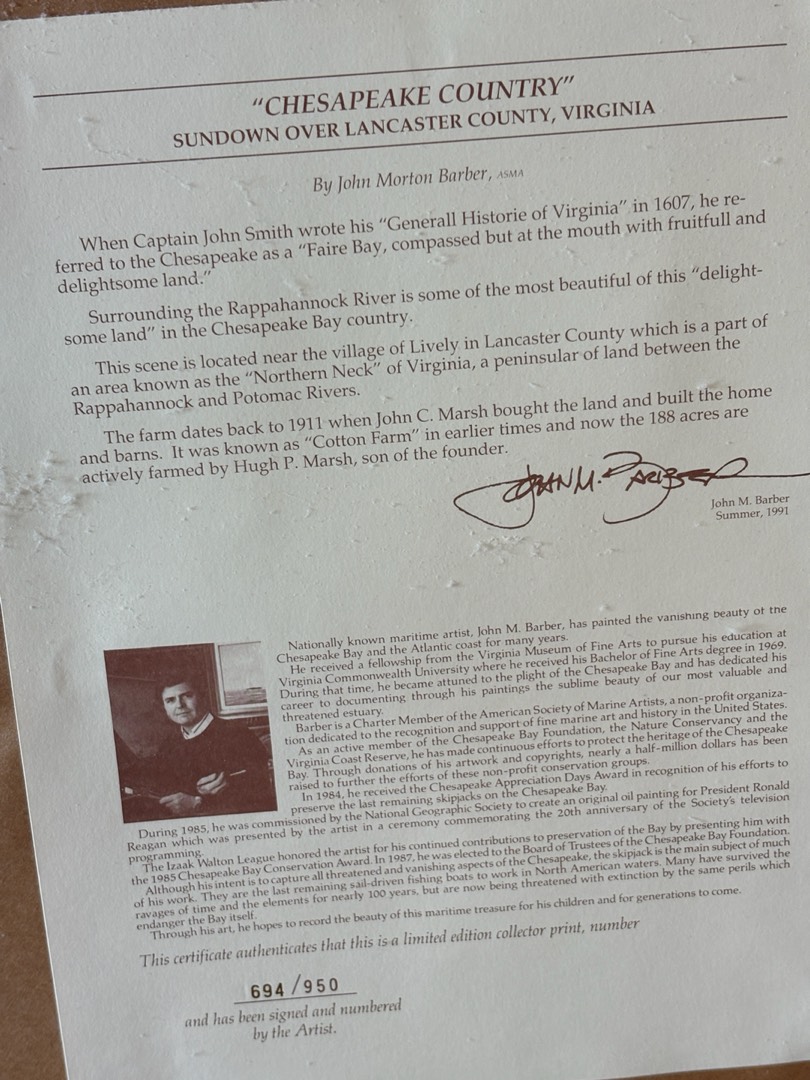 “CHESAPEAKE COUNTRY”
SUNDOWN OVER LANCASTER COUNTY, VIRGINIA
By John Morton Barber, ASMA
When Captain John Smith wrote his “Generall Historie of Virginia” in 1607, he re-
ferred to the Chesapeake as a “Faire Bay, compassed but at the mouth with fruitfull and
delightsome land.”
Surrounding the Rappahannock River is some of the most beautiful of this “delight-
some land” in the Chesapeake Bay country.
This scene is located near the village of Lively in Lancaster County which is a part of
an area known as the “Northern Neck” of Virginia, a peninsular of land between the
Rappahannock and Potomac Rivers.
The farm dates back to 1911 when John C. Marsh bought the land and built the home
and barns. It was known as “Cotton Farm” in earlier times and now the 188 acres are
actively farmed by Hugh P. Marsh, son of the founder.
JOHN M. BARBER
John M. Barber
Summer, 1991
Nationally known maritime artist, John M. Barber, has painted the vanishing beauty of the
Chesapeake Bay and the Atlantic coast for many years.
He received a fellowship from the Virginia Museum of Fine Arts to pursue his education at
Virginia Commonwealth University where he received his Bachelor of Fine Arts degree in 1969.
During that time, he became attuned to the plight of the Chesapeake Bay and has dedicated his
career to documenting through his paintings the sublime beauty of our most valuable and
threatened estuary.
Barber is a Charter Member of the American Society of Marine Artists, a non-profit organiza-
tion dedicated to the recognition and support of fine marine art and history in the United States.
As an active member of the Chesapeake Bay Foundation, the Nature Conservancy and the
Virginia Coast Reserve, he has made continuous efforts to protect the heritage of the Chesapeake
Bay. Through donations of his artwork and copyrights, nearly a half-million dollars has been
raised to further the efforts of these non-profit conservation groups.
In 1984, he received the Chesapeake Appreciation Days Award in recognition of his efforts to
preserve the last remaining skipjacks on the Chesapeake Bay.
During 1985, he was commissioned by the National Geographic Society to create an original oil painting for President Ronald
Reagan which was presented by the artist in a ceremony commemorating the 20th anniversary of the Society’s television
programming.
The Izaak Walton League honored the artist for his continued contributions to preservation of the Bay by presenting him with
the 1985 Chesapeake Bay Conservation Award. In 1987, he was elected to the Board of Trustees of the Chesapeake Bay Foundation.
Although his intent is to capture all threatened and vanishing aspects of the Chesapeake, the skipjack is the main subject of much
of his work. They are the last remaining sail-driven fishing boats to work in North American waters. Many have survived the
ravages of time and the elements for nearly 100 years, but are now being threatened with extinction by the same perils which
endanger the Bay itself.
Through his art, he hopes to record the beauty of this maritime treasure for his children and for generations to come.
This certificate authenticates that this is a limited edition collector print, number
694/950
and has been signed and numbered
by the Artist.